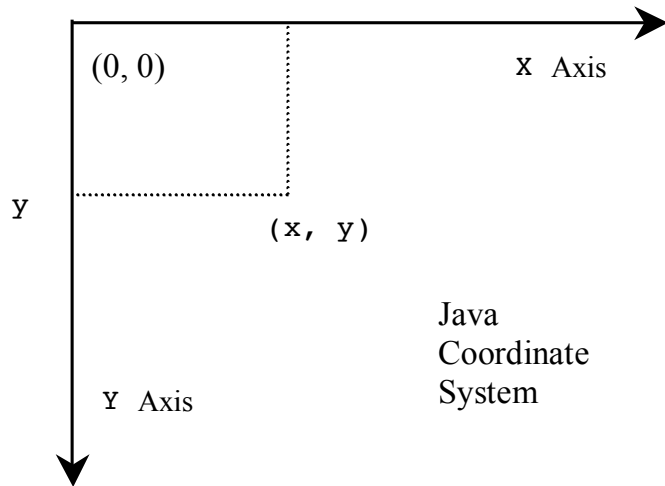 (0, 0)
X Axis
y
(x, y)
Java
Coordinate
System
Y Axis